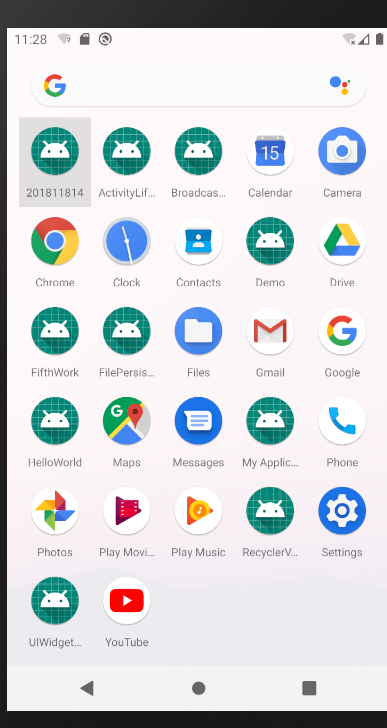 11:28
201811814 ActivityLif... Broadcas... Calendar Camera
Chrome Clock Contacts Demo Drive
FifthWork FilePersis... Files Gmail Google
HelloWorld Maps Messages My Applic... Phone
Photos Play Movi... Play Music RecyclerV... Settings
UIWidget... YouTube